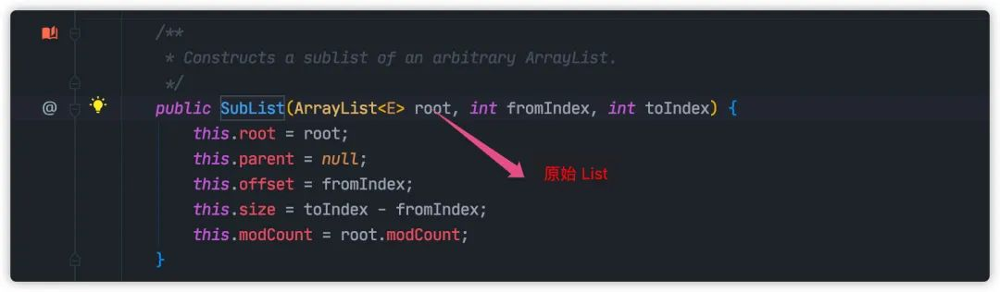 /**
* Constructs a sublist of an arbitrary ArrayList.
*/
@ public SubList(ArrayList<E> root, int fromIndex, int toIndex) {
this.root = root;
this.parent = null;
原始 List
this.offset = fromIndex;
this.size = toIndex - fromIndex;
this.modCount = root.modCount;
}